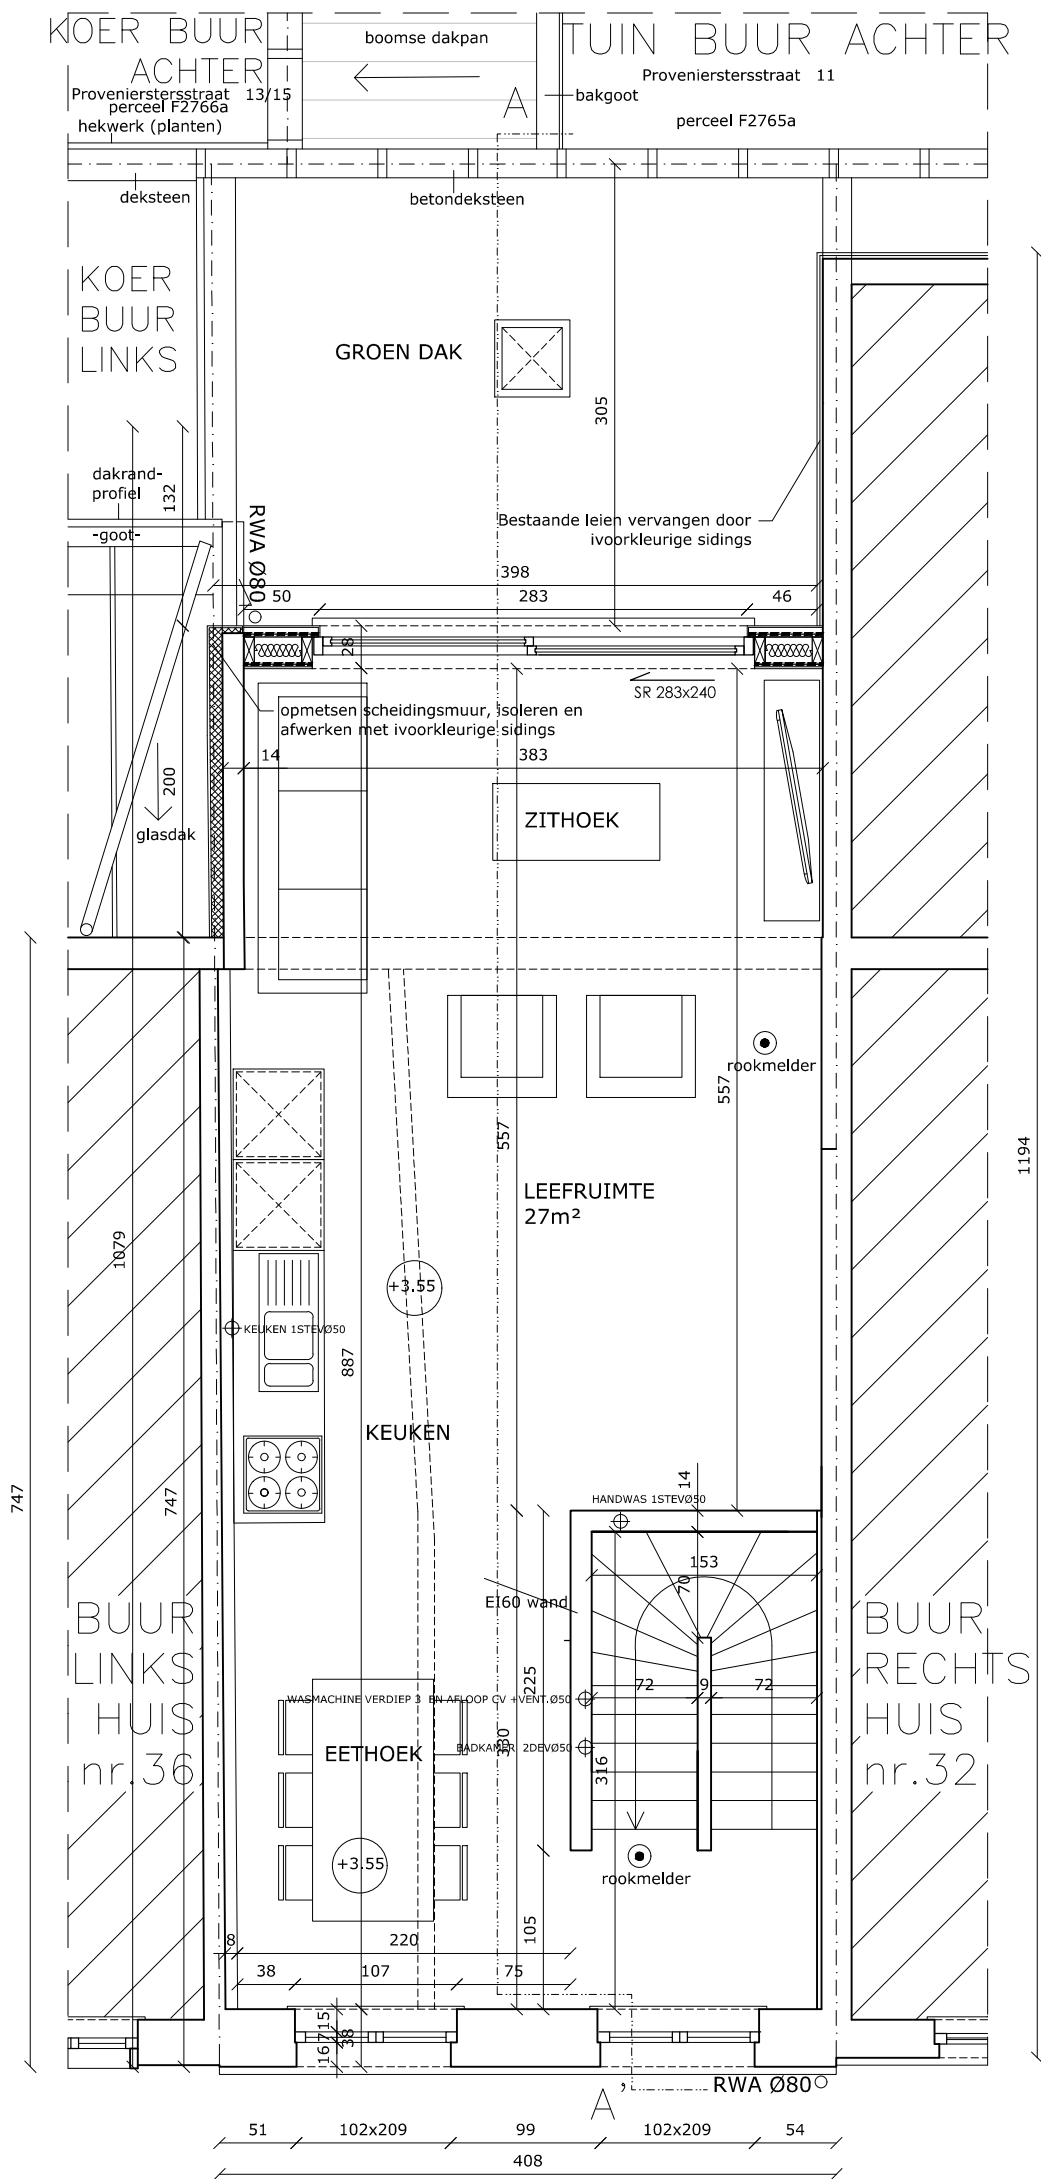 KOER BUUR
ACHTER
Provenierstersstraat 13/15
perceel F2766a
hekwerk (planten)
boomse dakpan
TUIN BUUR ACHTER
Provenierstersstraat 11
bakgoot
perceel F2765a
A
deksteen
betondeksteen
KOER
BUUR
LINKS
GROEN DAK
305
132
dakrand-
profiel
-goot-
RWA Ø80
Bestaande leien vervangen door
ivoorkleurige sidings
398
50
283
46
28
SR 283x240
opmetsen scheidingsmuur, isoleren en
afwerken met ivoorkleurige sidings
14
383
200
glasdak
ZITHOEK
rookmelder
557
557
1194
LEEFRUIMTE
27m²
1079
+3.55
KEUKEN 1STEVØ50
887
KEUKEN
747
747
14
HANDWAS 1STEVØ50
153
70
EI60 wand
BUUR
LINKS
HUIS
nr.36
BUUR
RECHTS
HUIS
nr.32
225
72
9
72
WASMACHINE VERDIEP 3 EN AFLOOP CV +VENT.Ø50
330
BADKAMER 2DEVØ50
EETHOEK
316
+3.55
rookmelder
105
8
220
38
107
75
15
7
16
38
A'
RWA Ø80
51
102x209
99
102x209
54
408